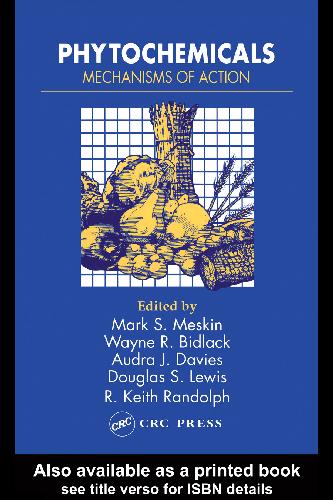 PHYTOCHEMICALS
MECHANISMS OF ACTION
Edited by
Mark S. Meskin
Wayne R. Bidlack
Audra J. Davies
Douglas S. Lewis
R. Keith Randolph
CRC CRC PRESS
Also available as a printed book
see title verso for ISBN details